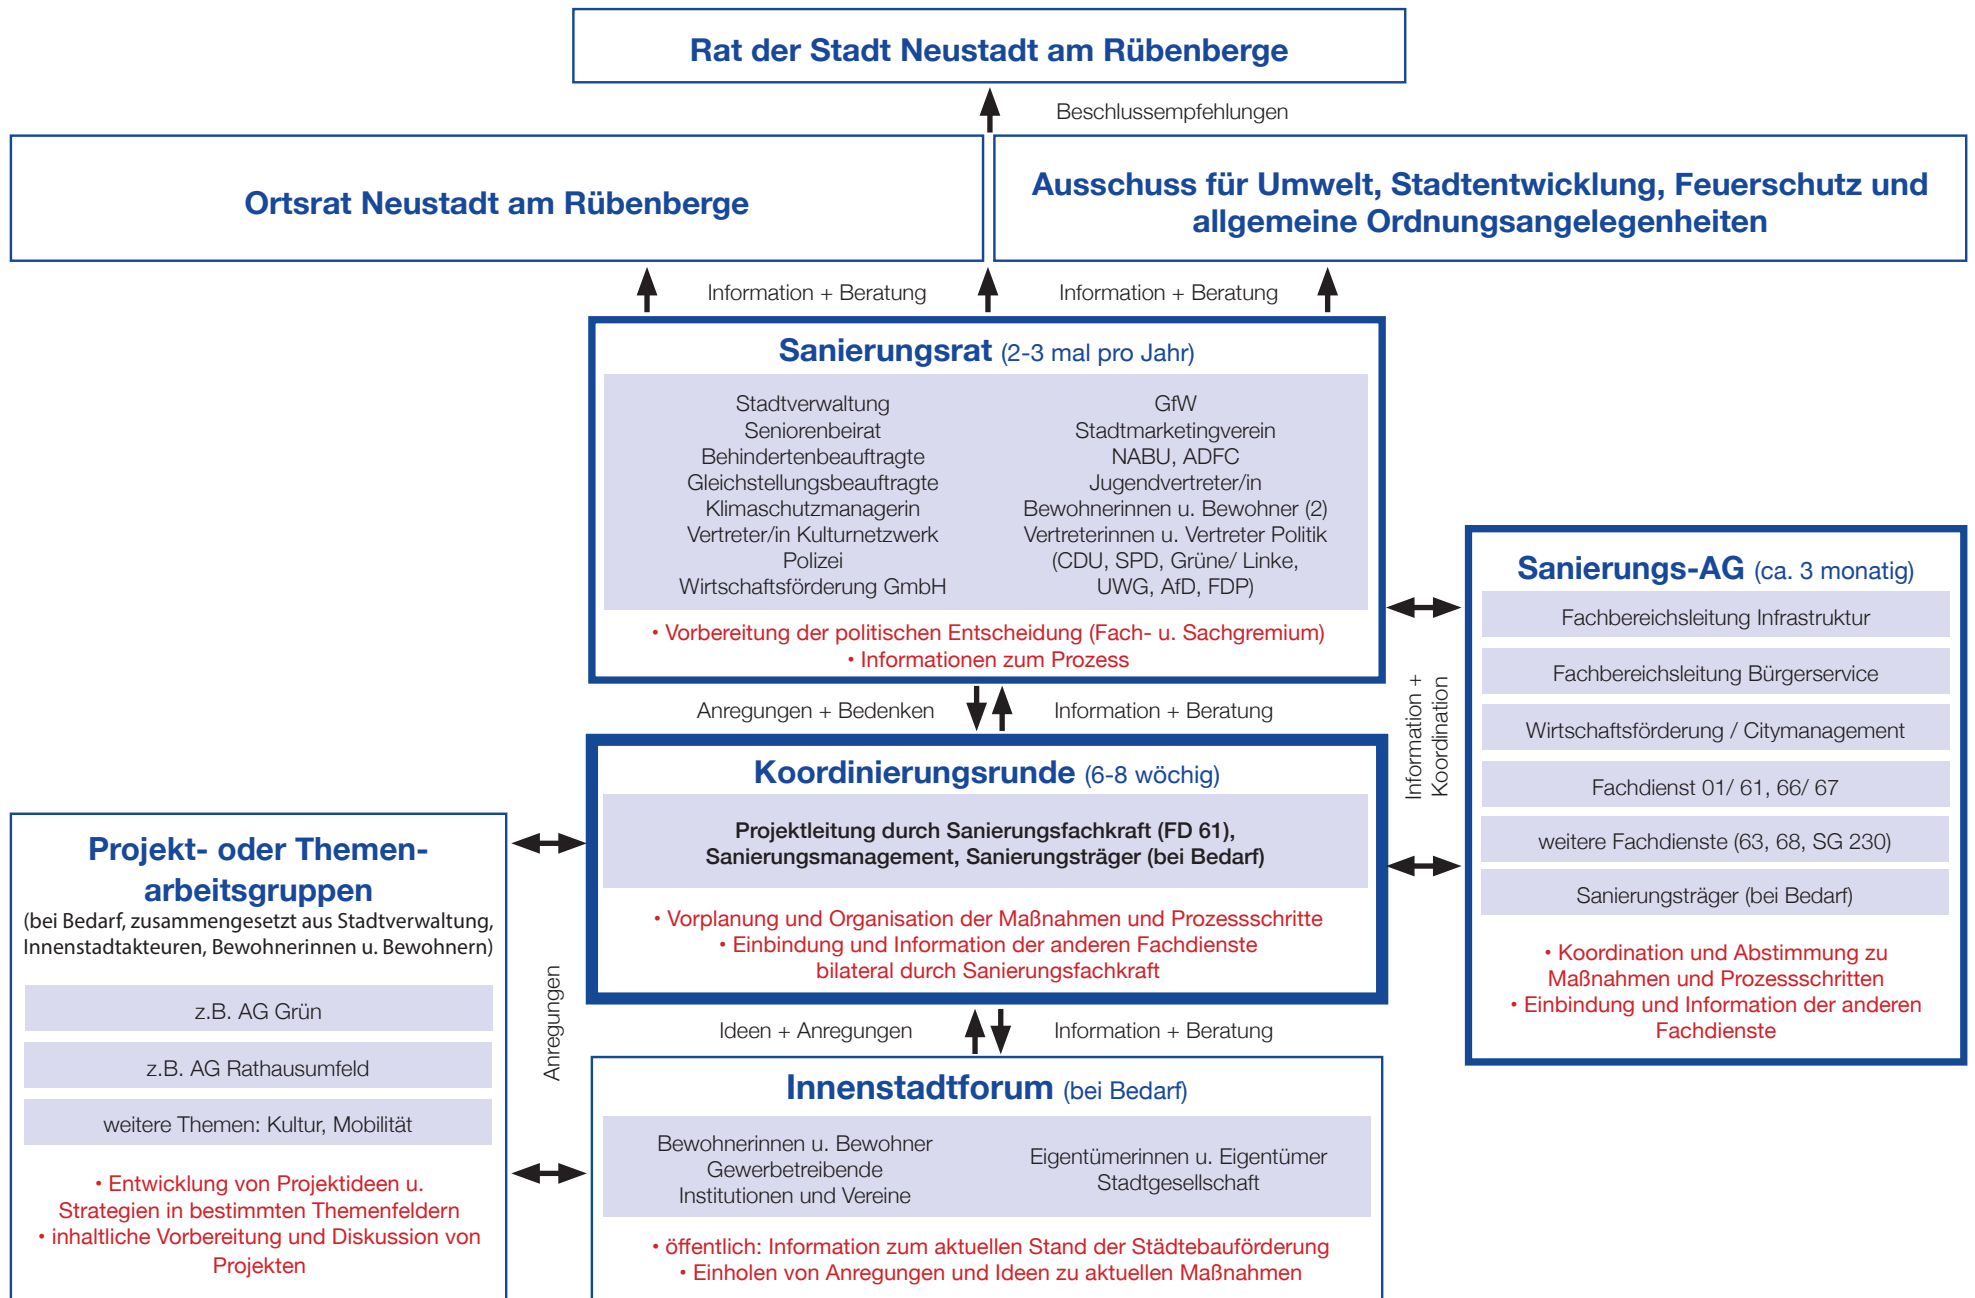 Rat der Stadt Neustadt am Rübenberge
Beschlussempfehlungen
Ortsrat Neustadt am Rübenberge
Ausschuss für Umwelt, Stadtentwicklung, Feuerschutz und
allgemeine Ordnungsangelegenheiten
Information + Beratung
Information + Beratung
Sanierungsrat (2-3 mal pro Jahr)
Stadtverwaltung
Seniorenbeirat
Behindertenbeauftragte
Gleichstellungsbeauftragte
Klimaschutzmanagerin
Vertreter/in Kulturnetzwerk
Polizei
Wirtschaftsförderung GmbH
GfW
Stadtmarketingverein
NABU, ADFC
Jugendvertreter/in
Bewohnerinnen u. Bewohner (2)
Vertreterinnen u. Vertreter Politik
(CDU, SPD, Grüne/ Linke,
UWG, AfD, FDP)
• Vorbereitung der politischen Entscheidung (Fach- u. Sachgremium)
• Informationen zum Prozess
Anregungen + Bedenken
Information + Beratung
Information +
Koordination
Sanierungs-AG (ca. 3 monatig)
Fachbereichsleitung Infrastruktur
Fachbereichsleitung Bürgerservice
Wirtschaftsförderung / Citymanagement
Fachdienst 01/ 61, 66/ 67
weitere Fachdienste (63, 68, SG 230)
Sanierungsträger (bei Bedarf)
• Koordination und Abstimmung zu
Maßnahmen und Prozessschritten
• Einbindung und Information der anderen
Fachdienste
Koordinierungsrunde (6-8 wöchig)
Projektleitung durch Sanierungsfachkraft (FD 61),
Sanierungsmanagement, Sanierungsträger (bei Bedarf)
• Vorplanung und Organisation der Maßnahmen und Prozessschritte
• Einbindung und Information der anderen Fachdienste
bilateral durch Sanierungsfachkraft
Projekt- oder Themen-
arbeitsgruppen
(bei Bedarf, zusammengesetzt aus Stadtverwaltung,
Innenstadtakteuren, Bewohnerinnen u. Bewohnern)
z.B. AG Grün
z.B. AG Rathausumfeld
weitere Themen: Kultur, Mobilität
• Entwicklung von Projektideen u.
Strategien in bestimmten Themenfeldern
• inhaltliche Vorbereitung und Diskussion von
Projekten
Anregungen
Ideen + Anregungen
Information + Beratung
Innenstadtforum (bei Bedarf)
Bewohnerinnen u. Bewohner
Gewerbetreibende
Institutionen und Vereine
Eigentümerinnen u. Eigentümer
Stadtgesellschaft
• öffentlich: Information zum aktuellen Stand der Städtebauförderung
• Einholen von Anregungen und Ideen zu aktuellen Maßnahmen